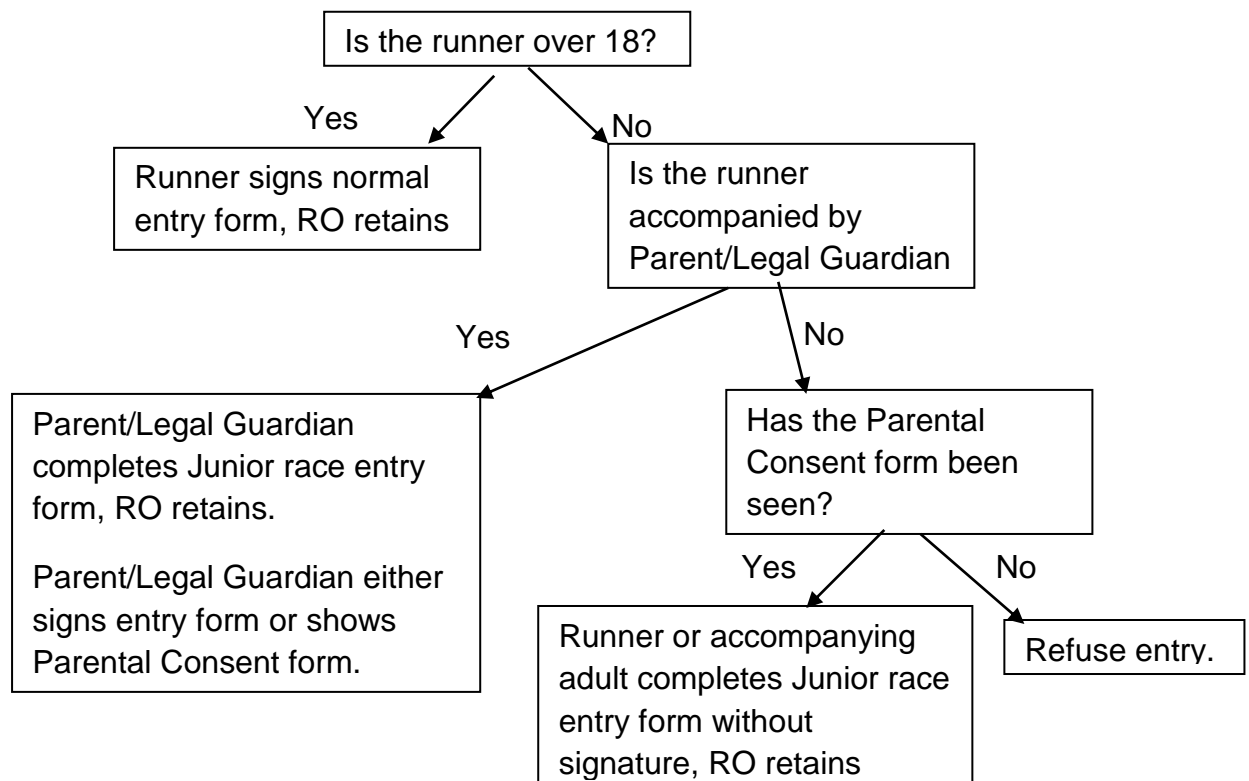 Is the runner over 18?
Yes
No
Runner signs normal
entry form, RO retains
Is the runner
accompanied by
Parent/Legal Guardian
Yes
No
Parent/Legal Guardian
completes Junior race entry
form, RO retains.
Parent/Legal Guardian either
signs entry form or shows
Parental Consent form.
Has the Parental
Consent form been
seen?
Yes
No
Runner or accompanying
adult completes Junior race
entry form without
signature, RO retains
Refuse entry.